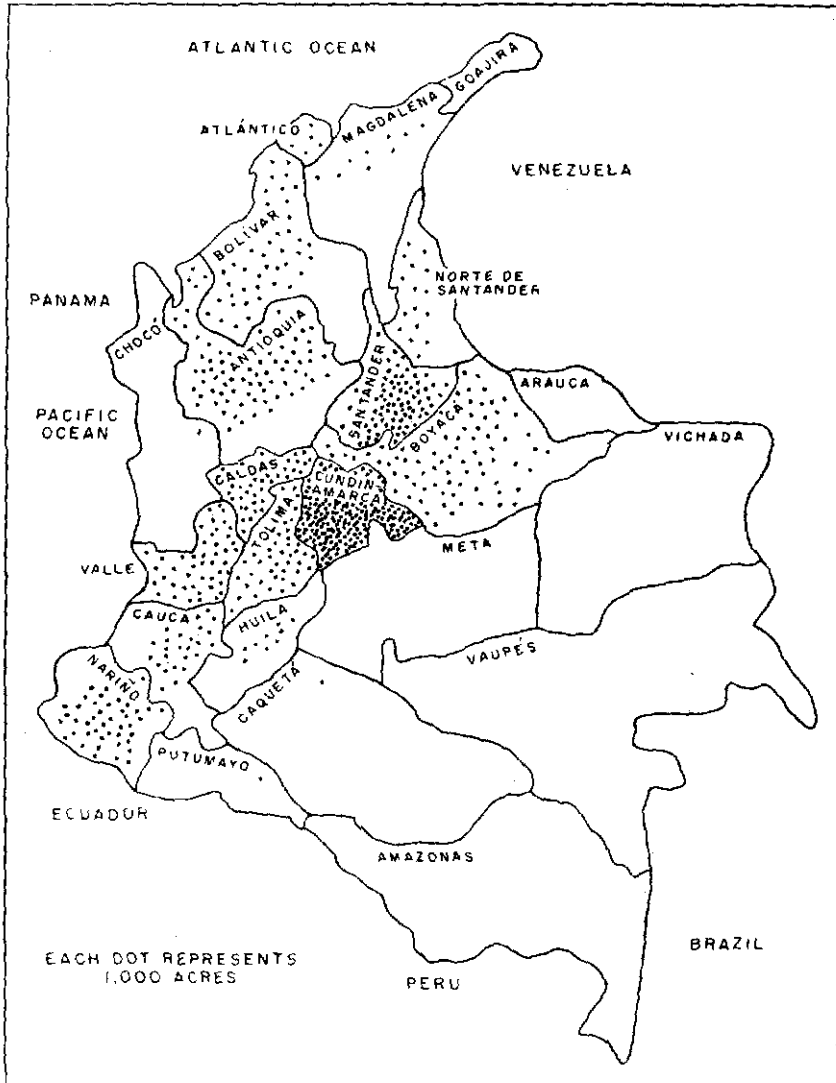 ATLANTIC OCEAN
GOAJIRA
MAGDALENA
ATLÁNTICO
VENEZUELA
BOLÍVAR
NORTE DE
SANTANDER
PANAMA
CHOCÓ
ANTIOQUIA
SANTANDER
ARAUCA
PACIFIC
OCEAN
BOYACÁ
VICHADA
CALDAS
CUNDIN-
AMARCA
TOLIMA
META
VALLE
CAUCA
HUILA
VAUPÉS
NARIÑO
CAQUETÁ
PUTUMAYO
ECUADOR
AMAZONAS
EACH DOT REPRESENTS
1,000 ACRES
BRAZIL
PERU